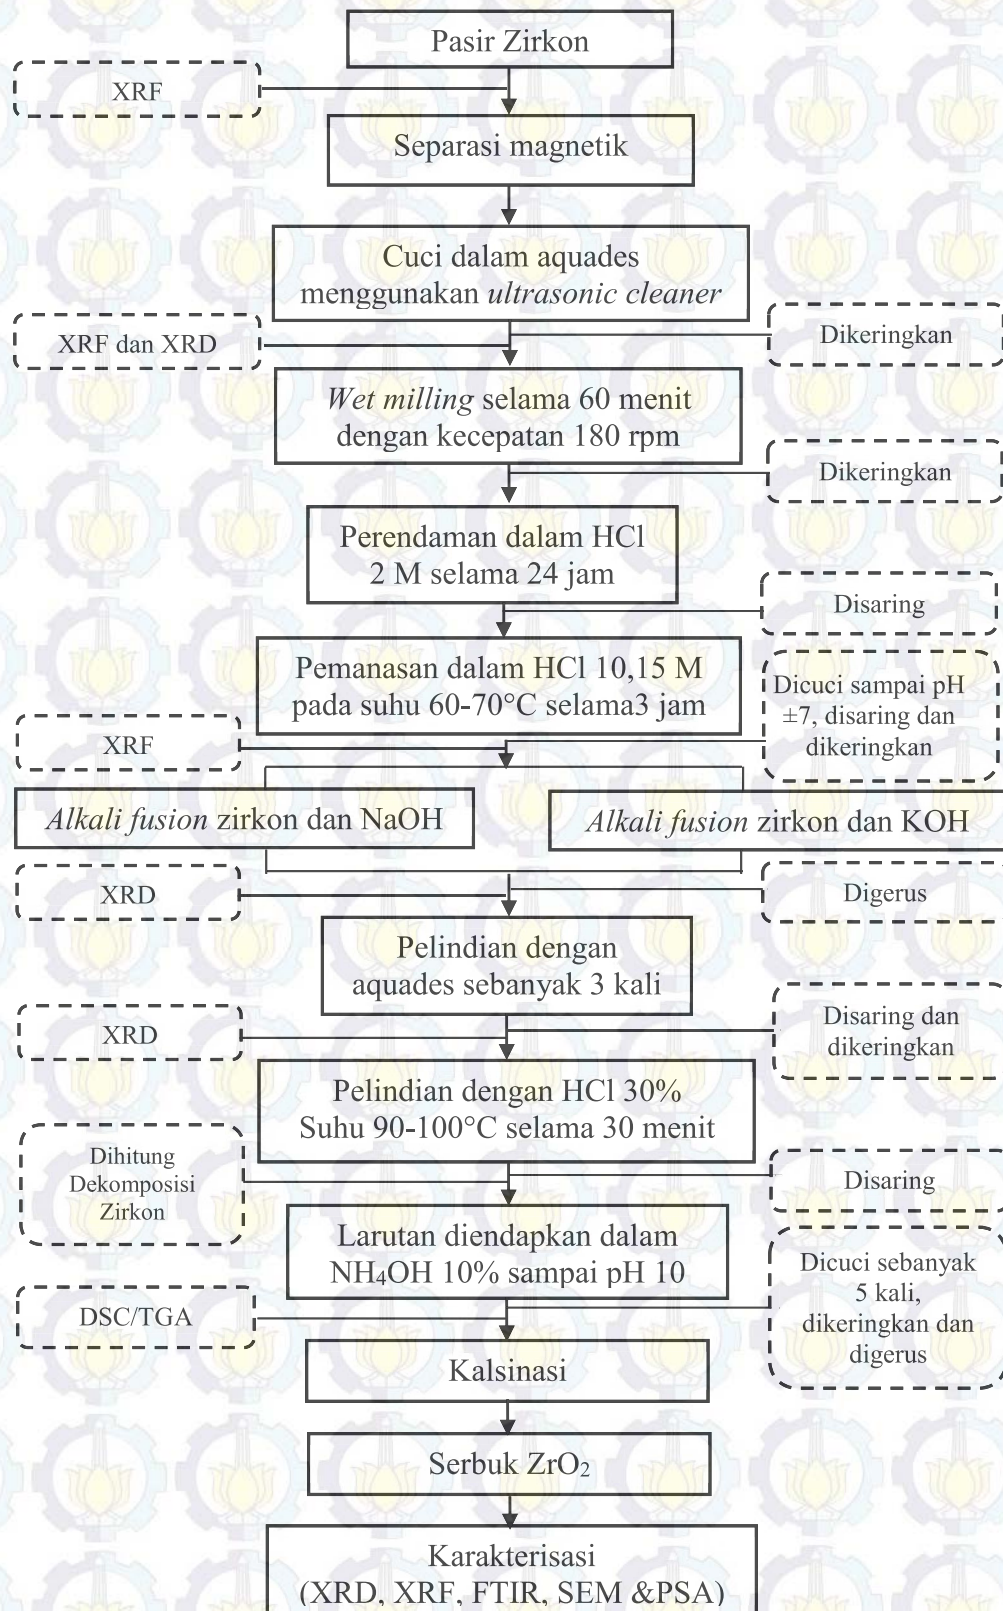 Pasir Zirkon
XRF
Separasi magnetik
Cuci dalam aquades
menggunakan ultrasonic cleaner
XRF dan XRD
Dikeringkan
Wet milling selama 60 menit
dengan kecepatan 180 rpm
Dikeringkan
Perendaman dalam HCl
2 M selama 24 jam
Disaring
Pemanasan dalam HCl 10,15 M
pada suhu 60-70°C selama3 jam
Dicuci sampai pH
±7, disaring dan
dikeringkan
XRF
Alkali fusion zirkon dan NaOH
Alkali fusion zirkon dan KOH
XRD
Digerus
Pelindian dengan
aquades sebanyak 3 kali
XRD
Disaring dan
dikeringkan
Pelindian dengan HCl 30%
Suhu 90-100°C selama 30 menit
Dihitung
Dekomposisi
Zirkon
Disaring
Larutan diendapkan dalam
NH₄OH 10% sampai pH 10
Dicuci sebanyak
5 kali,
dikeringkan dan
digerus
DSC/TGA
Kalsinasi
Serbuk ZrO₂
Karakterisasi
(XRD, XRF, FTIR, SEM &PSA)